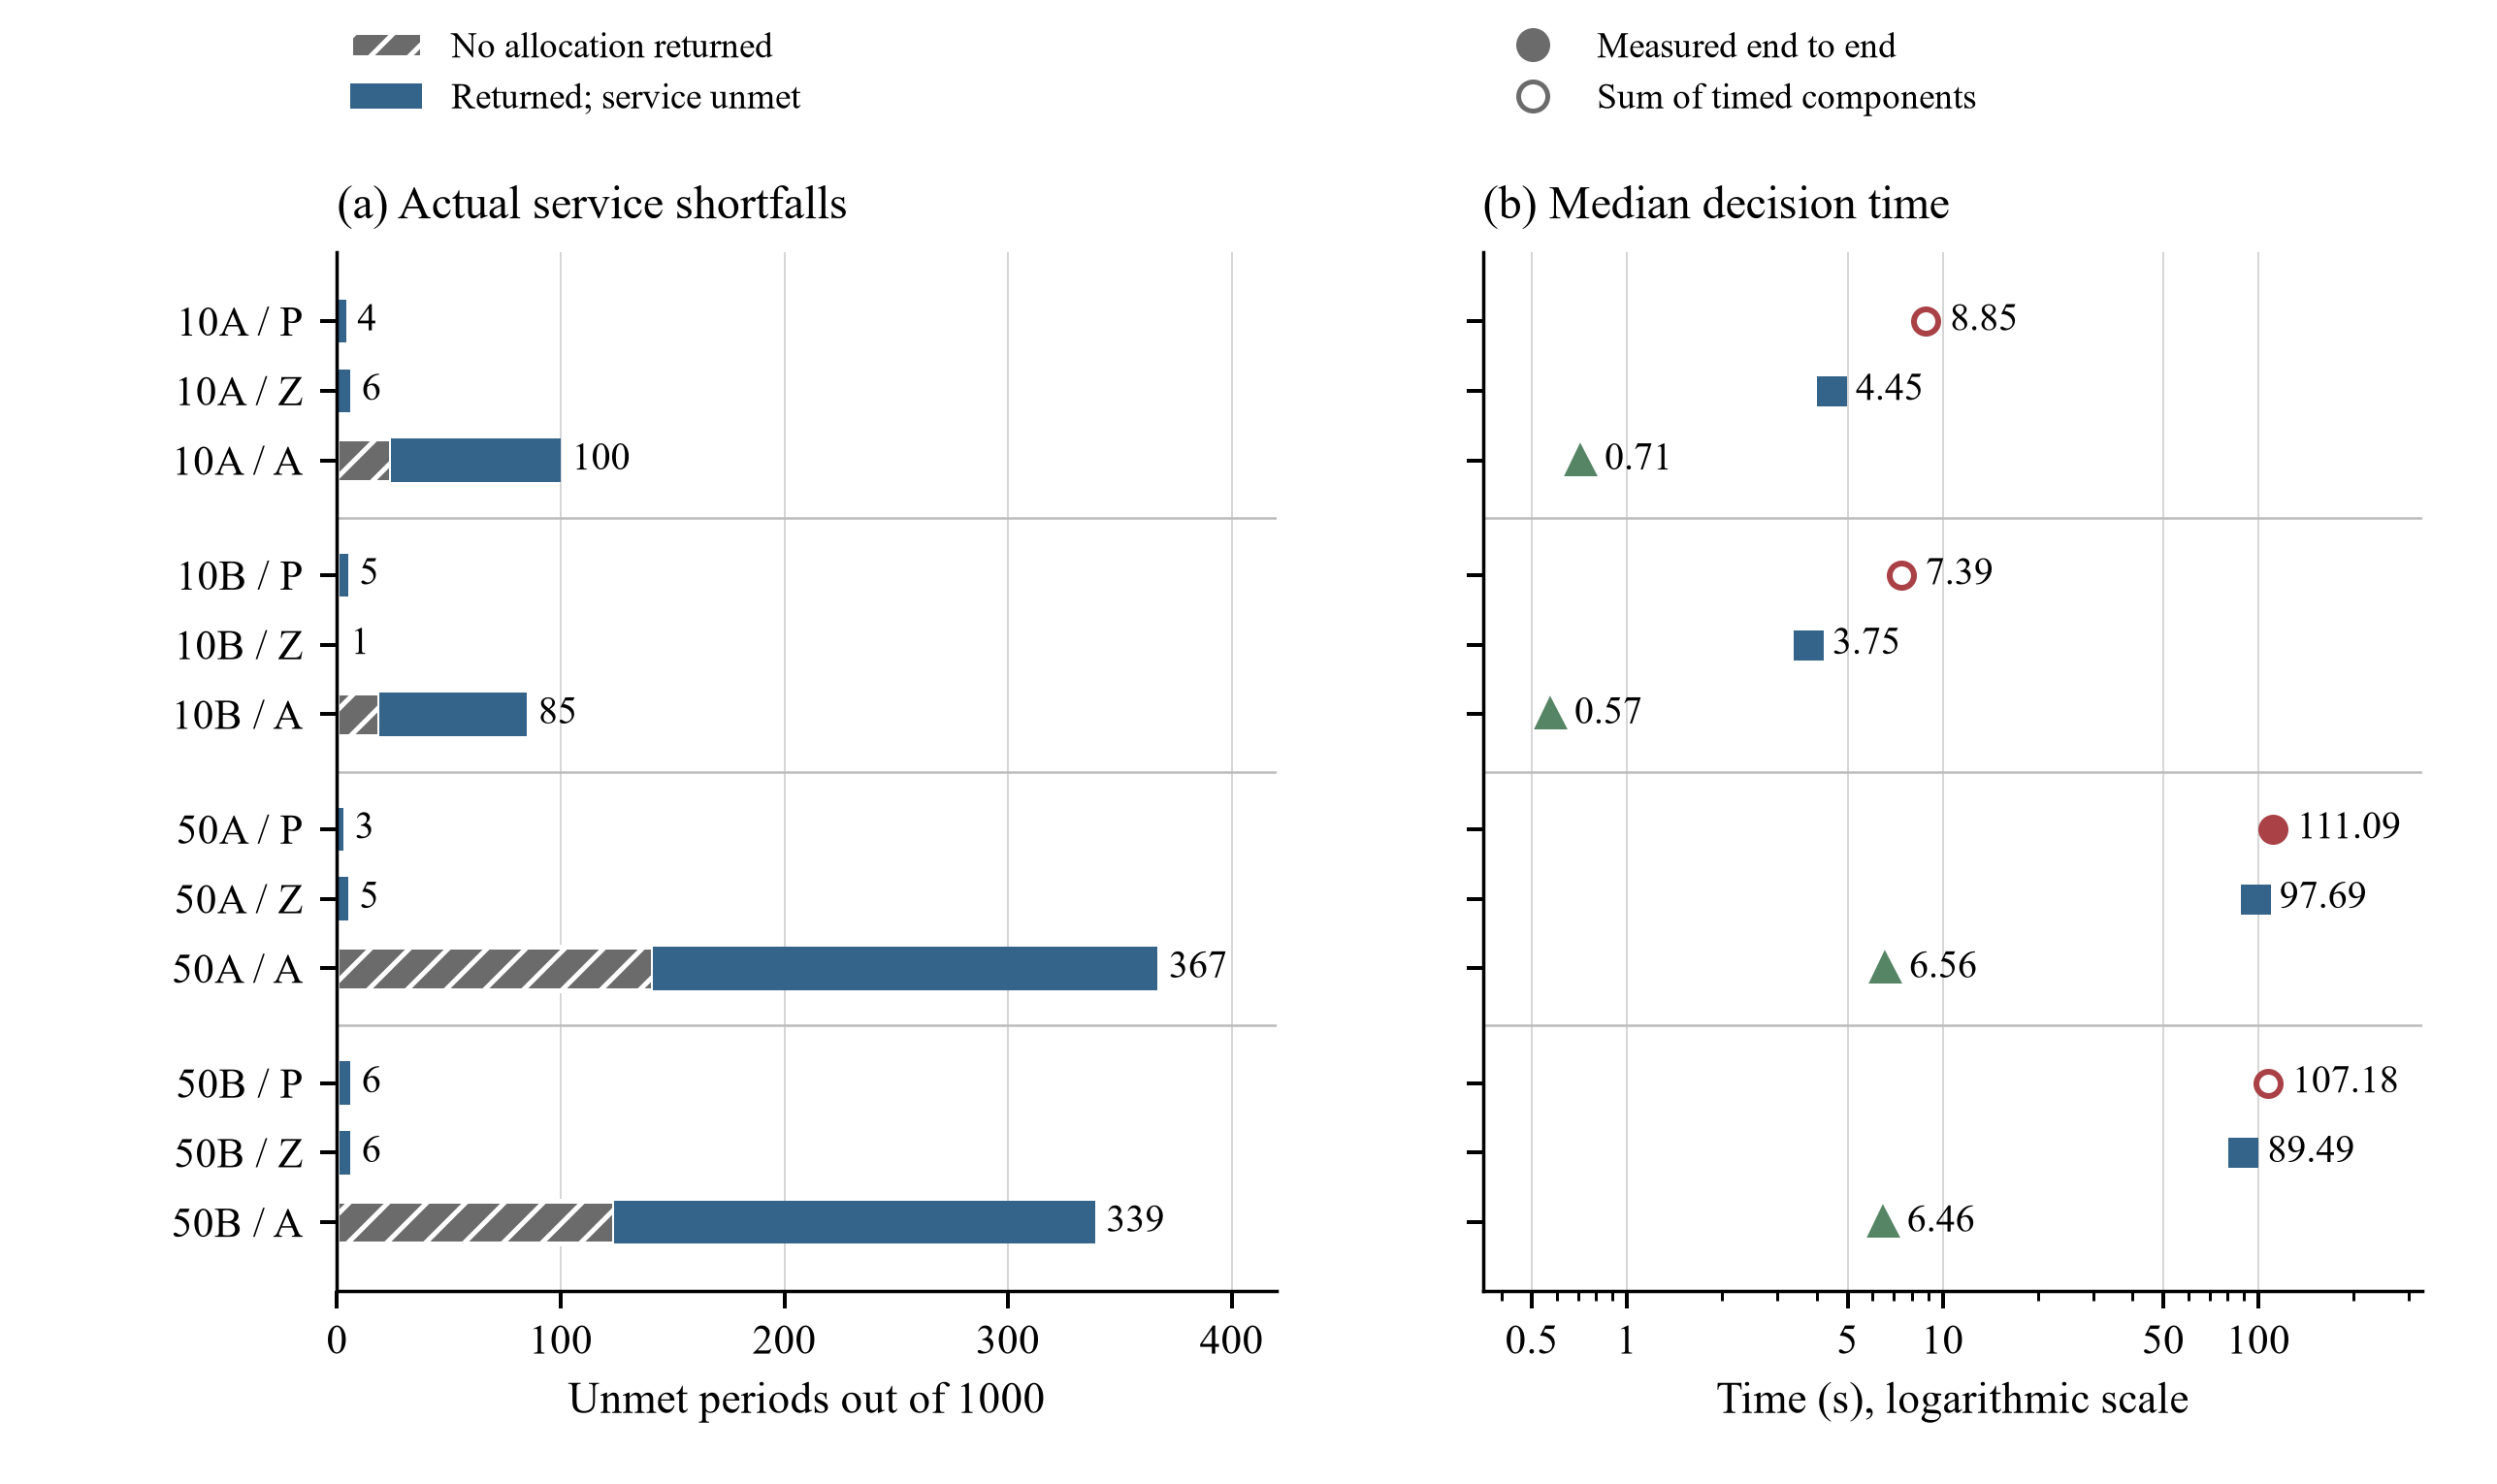 No allocation returned
Returned; service unmet
Measured end to end
Sum of timed components
(a) Actual service shortfalls
10A / P
4
10A / Z
6
10A / A
100
10B / P
5
10B / Z
1
10B / A
85
50A / P
3
50A / Z
5
50A / A
367
50B / P
6
50B / Z
6
50B / A
339
0 100 200 300 400
Unmet periods out of 1000
(b) Median decision time
8.85
4.45
0.71
7.39
3.75
0.57
111.09
97.69
6.56
107.18
89.49
6.46
0.5 1 5 10 50 100
Time (s), logarithmic scale